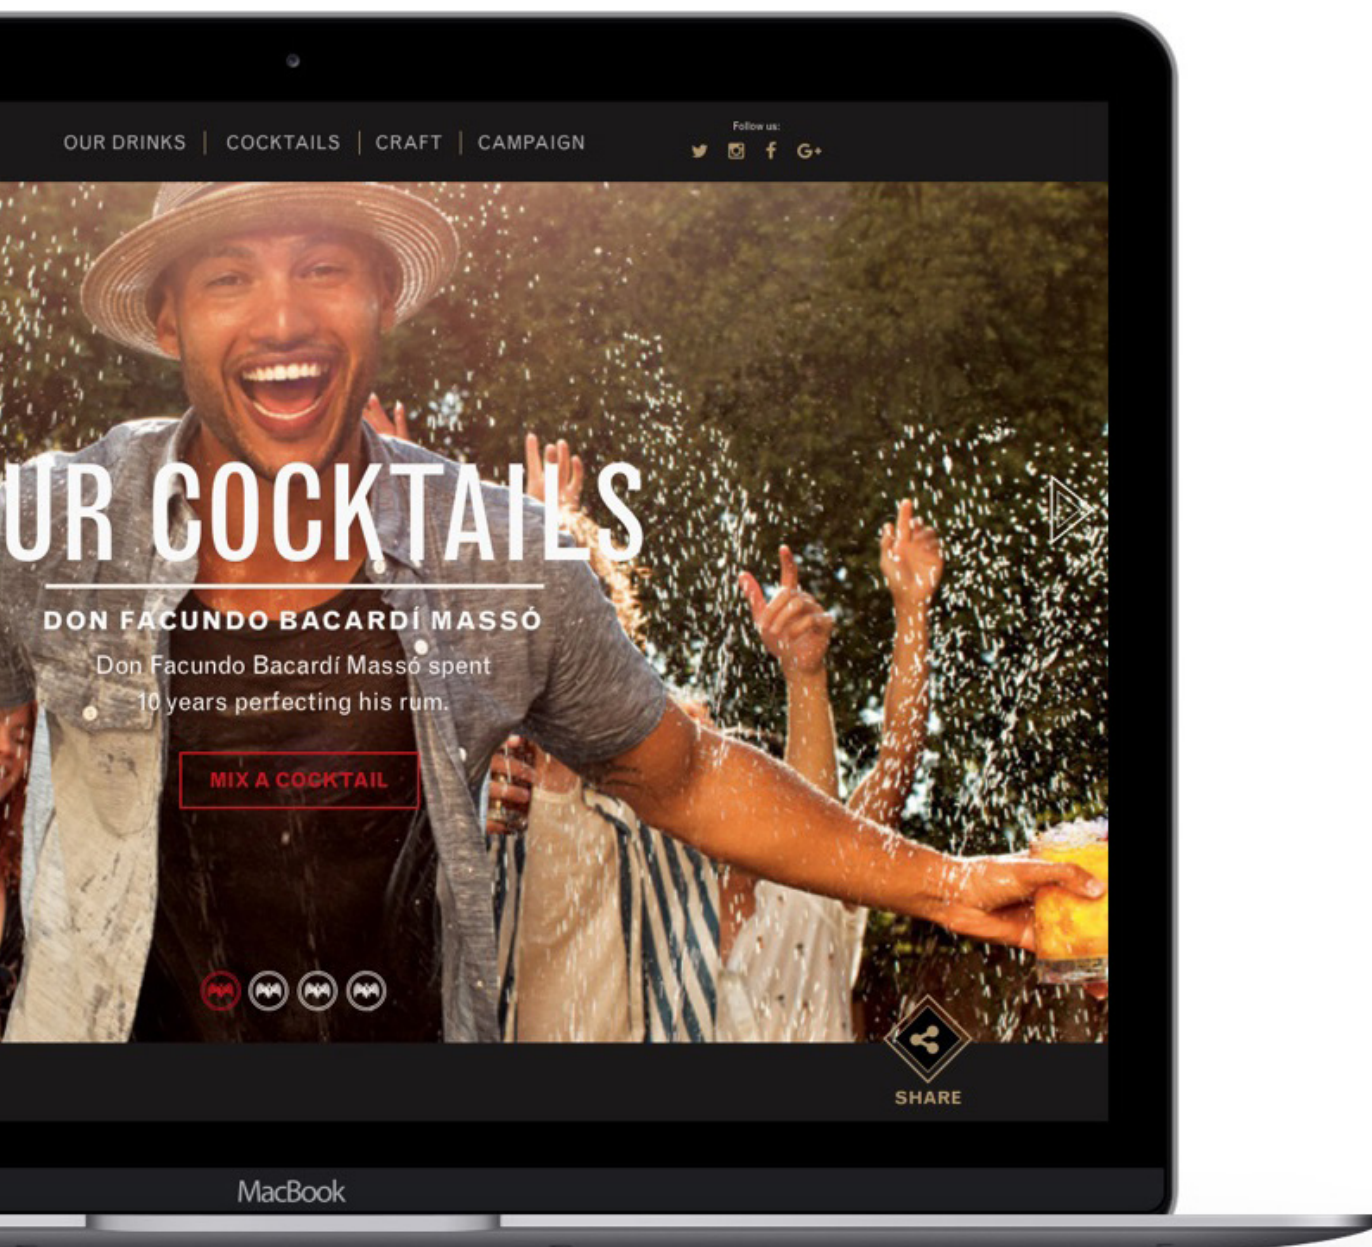 Follow us:
OUR DRINKS | COCKTAILS | CRAFT | CAMPAIGN
UR COCKTAILS
DON FACUNDO BACARDÍ MASSÓ
Don Facundo Bacardí Massó spent
10 years perfecting his rum.
MIX A COCKTAIL
SHARE
MacBook